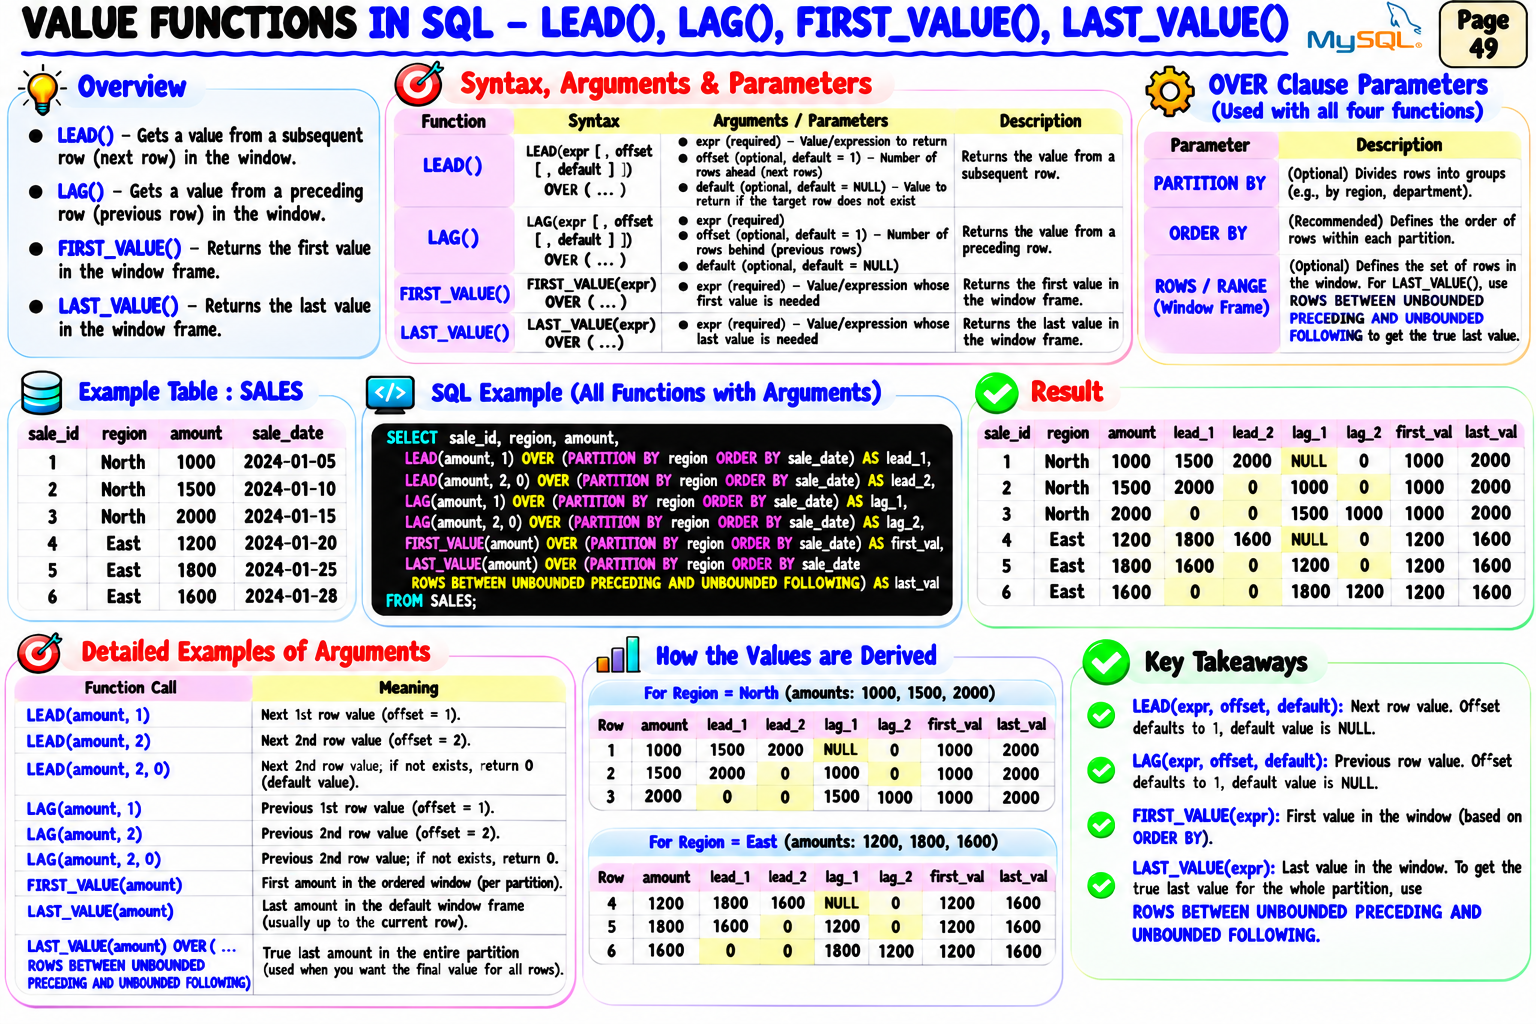 VALUE FUNCTIONS IN SQL – LEAD(), LAG(), FIRST_VALUE(), LAST_VALUE()
MySQL®
Page
49
Overview
● LEAD() – Gets a value from a subsequent
row (next row) in the window.
● LAG() – Gets a value from a preceding
row (previous row) in the window.
● FIRST_VALUE() – Returns the first value
in the window frame.
● LAST_VALUE() – Returns the last value
in the window frame.
Syntax, Arguments & Parameters
Function Syntax Arguments / Parameters Description
LEAD()
LEAD(expr [ , offset
[ , default ] ])
OVER ( ... )
● expr (required) – Value/expression to return
● offset (optional, default = 1) – Number of
rows ahead (next rows)
● default (optional, default = NULL) – Value to
return if the target row does not exist
Returns the value from a
subsequent row.
LAG()
LAG(expr [ , offset
[ , default ] ])
OVER ( ... )
● expr (required)
● offset (optional, default = 1) – Number of
rows behind (previous rows)
● default (optional, default = NULL)
Returns the value from a
preceding row.
FIRST_VALUE()
FIRST_VALUE(expr)
OVER ( ... )
● expr (required) – Value/expression whose
first value is needed
Returns the first value in
the window frame.
LAST_VALUE()
LAST_VALUE(expr)
OVER ( ... )
● expr (required) – Value/expression whose
last value is needed
Returns the last value in
the window frame.
OVER Clause Parameters
(Used with all four functions)
Parameter Description
PARTITION BY
(Optional) Divides rows into groups
(e.g., by region, department).
ORDER BY
(Recommended) Defines the order of
rows within each partition.
ROWS / RANGE
(Window Frame)
(Optional) Defines the set of rows in
the window. For LAST_VALUE(), use
ROWS BETWEEN UNBOUNDED
PRECEDING AND UNBOUNDED
FOLLOWING to get the true last value.
Example Table : SALES
sale_id region amount sale_date
1 North 1000 2024-01-05
2 North 1500 2024-01-10
3 North 2000 2024-01-15
4 East 1200 2024-01-20
5 East 1800 2024-01-25
6 East 1600 2024-01-28
</>
SQL Example (All Functions with Arguments)
SELECT sale_id, region, amount,
LEAD(amount, 1) OVER (PARTITION BY region ORDER BY sale_date) AS lead_1,
LEAD(amount, 2, 0) OVER (PARTITION BY region ORDER BY sale_date) AS lead_2,
LAG(amount, 1) OVER (PARTITION BY region ORDER BY sale_date) AS lag_1,
LAG(amount, 2, 0) OVER (PARTITION BY region ORDER BY sale_date) AS lag_2,
FIRST_VALUE(amount) OVER (PARTITION BY region ORDER BY sale_date) AS first_val,
LAST_VALUE(amount) OVER (PARTITION BY region ORDER BY sale_date
ROWS BETWEEN UNBOUNDED PRECEDING AND UNBOUNDED FOLLOWING) AS last_val
FROM SALES;
Result
sale_id region amount lead_1 lead_2 lag_1 lag_2 first_val last_val
1 North 1000 1500 2000 NULL 0 1000 2000
2 North 1500 2000 0 1000 0 1000 2000
3 North 2000 0 0 1500 1000 1000 2000
4 East 1200 1800 1600 NULL 0 1200 1600
5 East 1800 1600 0 1200 0 1200 1600
6 East 1600 0 0 1800 1200 1200 1600
Detailed Examples of Arguments
Function Call Meaning
LEAD(amount, 1) Next 1st row value (offset = 1).
LEAD(amount, 2) Next 2nd row value (offset = 2).
LEAD(amount, 2, 0) Next 2nd row value; if not exists, return 0
(default value).
LAG(amount, 1) Previous 1st row value (offset = 1).
LAG(amount, 2) Previous 2nd row value (offset = 2).
LAG(amount, 2, 0) Previous 2nd row value; if not exists, return 0.
FIRST_VALUE(amount) First amount in the ordered window (per partition).
LAST_VALUE(amount) Last amount in the default window frame
(usually up to the current row).
LAST_VALUE(amount) OVER ( ...
ROWS BETWEEN UNBOUNDED
PRECEDING AND UNBOUNDED FOLLOWING)
True last amount in the entire partition
(used when you want the final value for all rows).
How the Values are Derived
For Region = North (amounts: 1000, 1500, 2000)
Row amount lead_1 lead_2 lag_1 lag_2 first_val last_val
1 1000 1500 2000 NULL 0 1000 2000
2 1500 2000 0 1000 0 1000 2000
3 2000 0 0 1500 1000 1000 2000
For Region = East (amounts: 1200, 1800, 1600)
Row amount lead_1 lead_2 lag_1 lag_2 first_val last_val
4 1200 1800 1600 NULL 0 1200 1600
5 1800 1600 0 1200 0 1200 1600
6 1600 0 0 1800 1200 1200 1600
Key Takeaways
LEAD(expr, offset, default): Next row value. Offset
defaults to 1, default value is NULL.
LAG(expr, offset, default): Previous row value. Offset
defaults to 1, default value is NULL.
FIRST_VALUE(expr): First value in the window (based on
ORDER BY).
LAST_VALUE(expr): Last value in the window. To get the
true last value for the whole partition, use
ROWS BETWEEN UNBOUNDED PRECEDING AND
UNBOUNDED FOLLOWING.